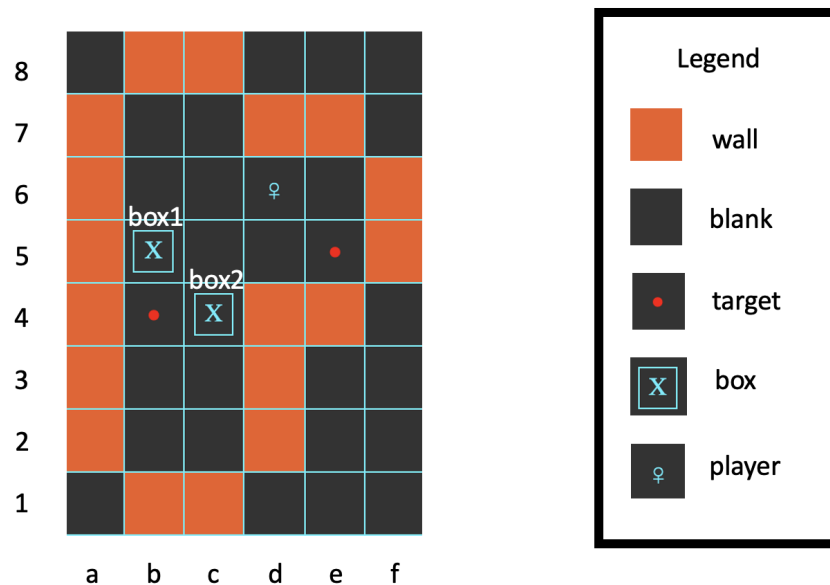 8
7
6
5
4
3
2
1
a b c d e f
♀
box1
X
box2
X
Legend
wall
blank
target
X box
♀ player